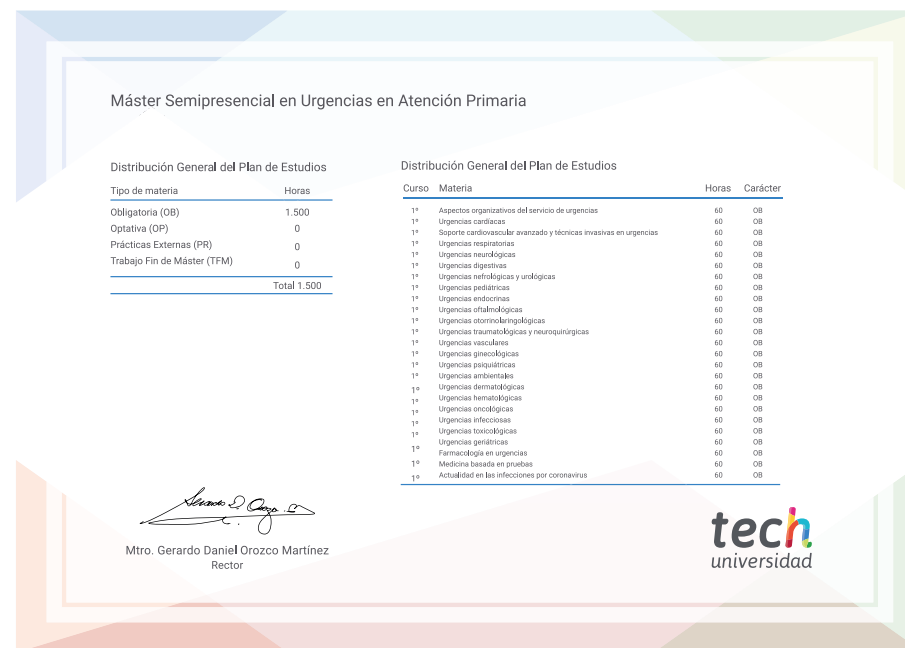 Máster Semipresencial en Urgencias en Atención Primaria
Distribución General del Plan de Estudios
Tipo de materia Horas
Obligatoria (OB) 1.500
Optativa (OP) 0
Prácticas Externas (PR) 0
Trabajo Fin de Máster (TFM) 0
Total 1.500
Distribución General del Plan de Estudios
Curso Materia Horas Carácter
1º Aspectos organizativos del servicio de urgencias 60 OB
1º Urgencias cardíacas 60 OB
1º Soporte cardiovascular avanzado y técnicas invasivas en urgencias 60 OB
1º Urgencias respiratorias 60 OB
1º Urgencias neurológicas 60 OB
1º Urgencias digestivas 60 OB
1º Urgencias nefrológicas y urológicas 60 OB
1º Urgencias pediátricas 60 OB
1º Urgencias endocrinas 60 OB
1º Urgencias oftalmológicas 60 OB
1º Urgencias otorrinolaringológicas 60 OB
1º Urgencias traumatológicas y neuroquirúrgicas 60 OB
1º Urgencias vasculares 60 OB
1º Urgencias ginecológicas 60 OB
1º Urgencias psiquiátricas 60 OB
1º Urgencias ambientales 60 OB
1º Urgencias dermatológicas 60 OB
1º Urgencias hematológicas 60 OB
1º Urgencias oncológicas 60 OB
1º Urgencias infecciosas 60 OB
1º Urgencias toxicológicas 60 OB
Urgencias geriátricas 60 OB
1º Farmacología en urgencias 60 OB
1º Medicina basada en pruebas 60 OB
1º Actualidad en las infecciones por coronavirus 60 OB
Mtro. Gerardo Daniel Orozco Martínez
Rector
tech
universidad